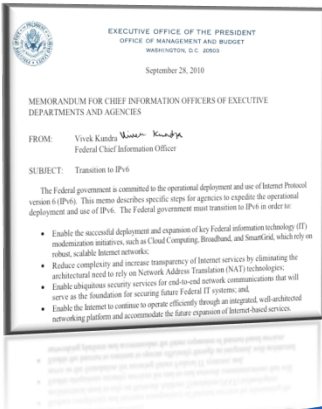 EXECUTIVE OFFICE OF THE PRESIDENT
OFFICE OF MANAGEMENT AND BUDGET
WASHINGTON, D.C. 20503
September 28, 2010
MEMORANDUM FOR CHIEF INFORMATION OFFICERS OF EXECUTIVE
DEPARTMENTS AND AGENCIES
FROM: Vivek Kundra Vivek Kundra
Federal Chief Information Officer
SUBJECT: Transition to IPv6
The Federal government is committed to the operational deployment and use of Internet Protocol
version 6 (IPv6). This memo describes specific steps for agencies to expedite the operational
deployment and use of IPv6. The Federal government must transition to IPv6 in order to:
• Enable the successful deployment and expansion of key Federal information technology (IT)
modernization initiatives, such as Cloud Computing, Broadband, and SmartGrid, which rely on
robust, scalable Internet networks;
• Reduce complexity and increase transparency of Internet services by eliminating the
architectural need to rely on Network Address Translation (NAT) technologies;
• Enable ubiquitous security services for end-to-end network communications that will
serve as the foundation for securing future Federal IT systems; and,
• Enable the Internet to continue to operate efficiently through an integrated, well-architected
networking platform and accommodate the future expansion of Internet-based services.